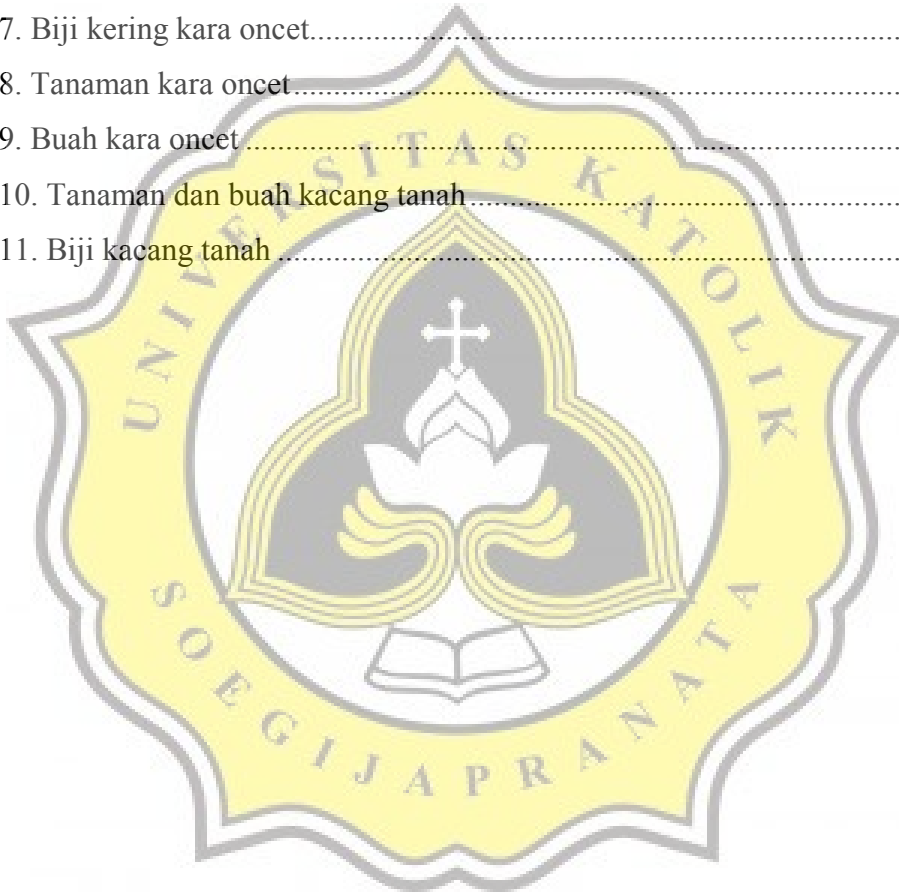 7. Biji kering kara oncet........................................................................
8. Tanaman kara oncet...........................................................................
9. Buah kara oncet.................................................................................
10. Tanaman dan buah kacang tanah......................................................
11. Biji kacang tanah..............................................................................
UNIVERSITAS KATOLIK
SOEGIJAPRANATA